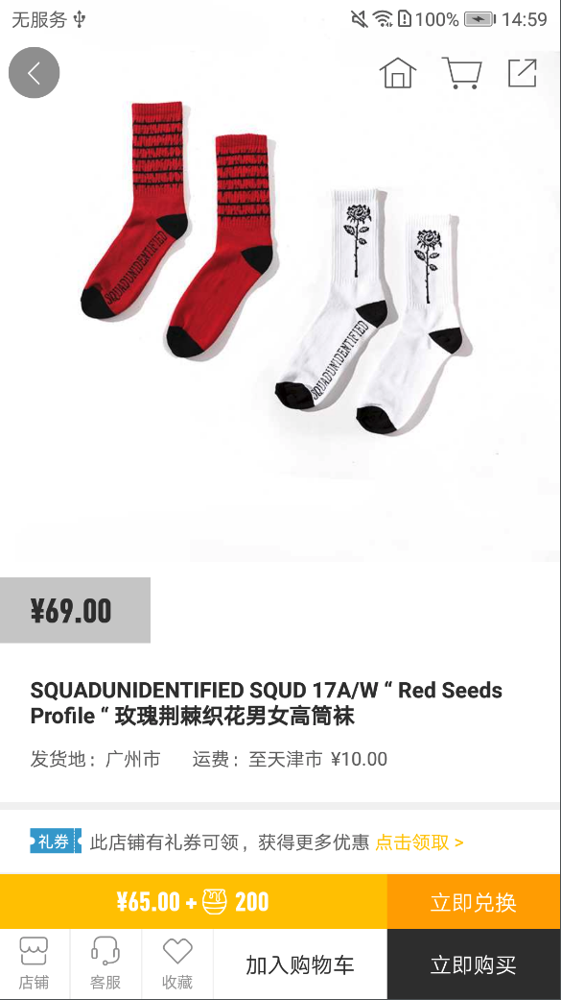 无服务
100%
14:59
SQUADUNIDENTIFIED
SQUADUNIDENTIFIED
¥69.00
SQUADUNIDENTIFIED SQUD 17A/W “ Red Seeds
Profile “ 玫瑰荆棘织花男女高筒袜
发货地：广州市 运费：至天津市 ¥10.00
礼券 此店铺有礼券可领，获得更多优惠 点击领取 >
¥65.00 + 200 立即兑换
店铺 客服 收藏 加入购物车 立即购买